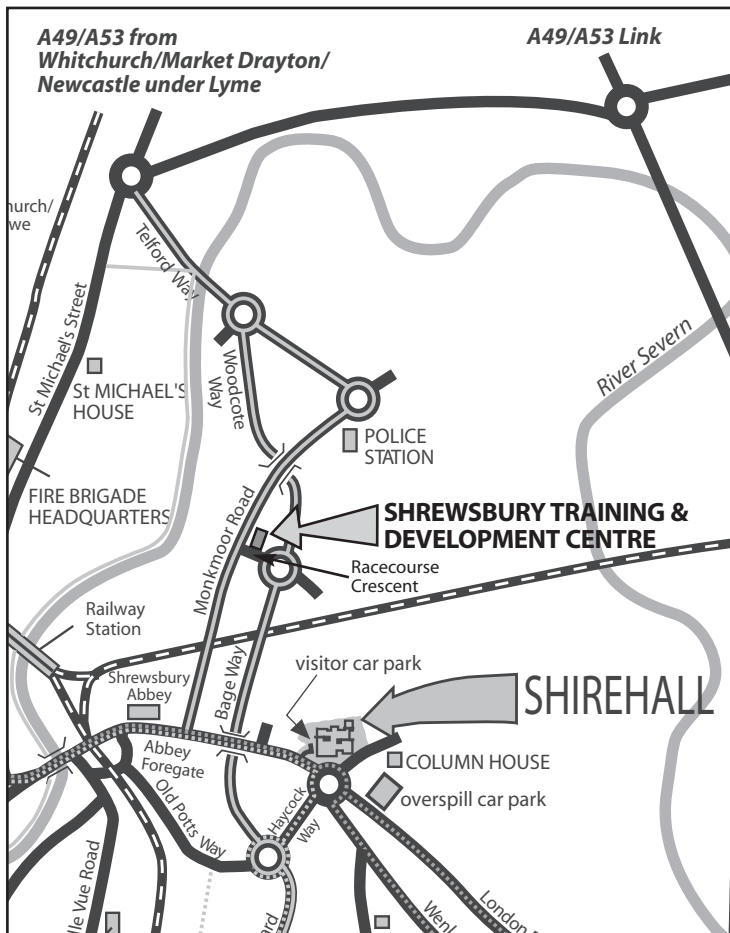 A49/A53 from
Whitchurch/Market Drayton/
Newcastle under Lyme
A49/A53 Link
Telford Way
St Michael's Street
Woodcote
Way
River Severn
St MICHAEL'S
HOUSE
POLICE
STATION
FIRE BRIGADE
HEADQUARTERS
SHREWSBURY TRAINING &
DEVELOPMENT CENTRE
Monkmoor Road
Racecourse
Crescent
Railway
Station
Shrewsbury
Abbey
Bage Way
visitor car park
SHIREHALL
Abbey
Foregate
COLUMN HOUSE
overspill car park
Old Potts Way
Haycock
Way
Vue Road
London